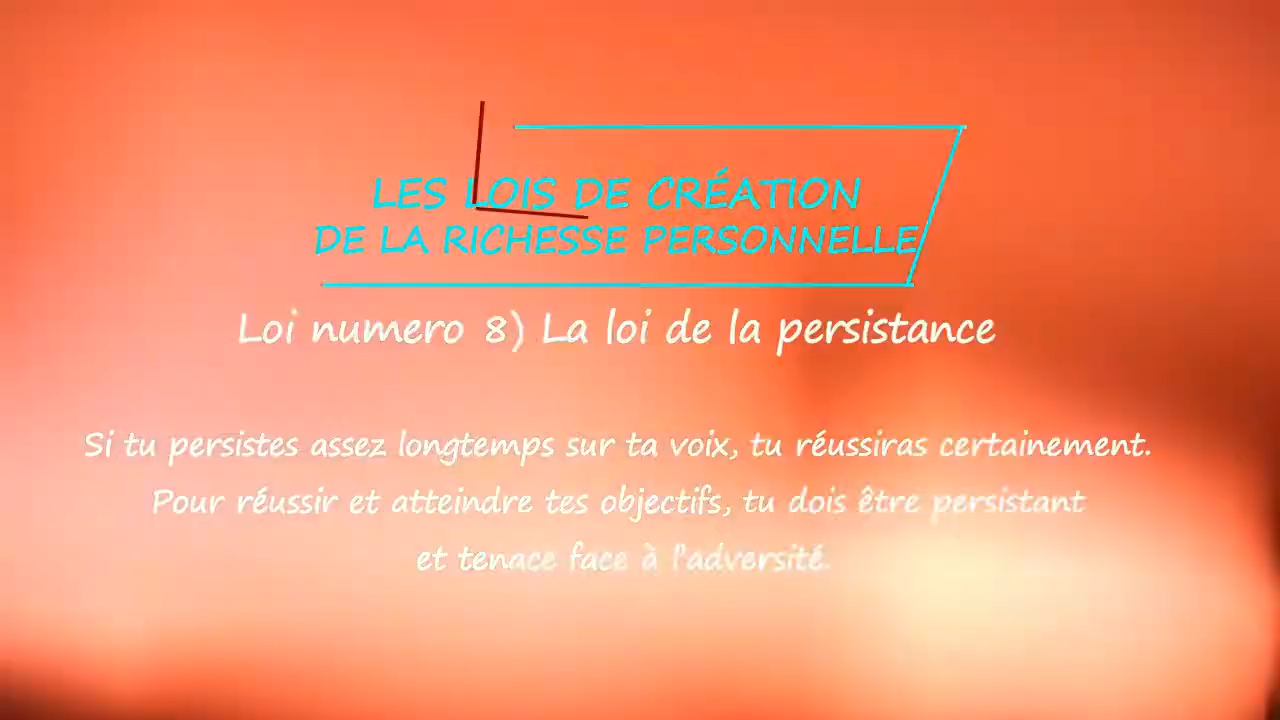 LES LOIS DE CRÉATION
DE LA RICHESSE PERSONNELLE
Loi numero 8) La loi de la persistance
Si tu persistes assez longtemps sur ta voix, tu réussiras certainement.
Pour réussir et atteindre tes objectifs, tu dois être persistant
et tenace face à l'adversité.